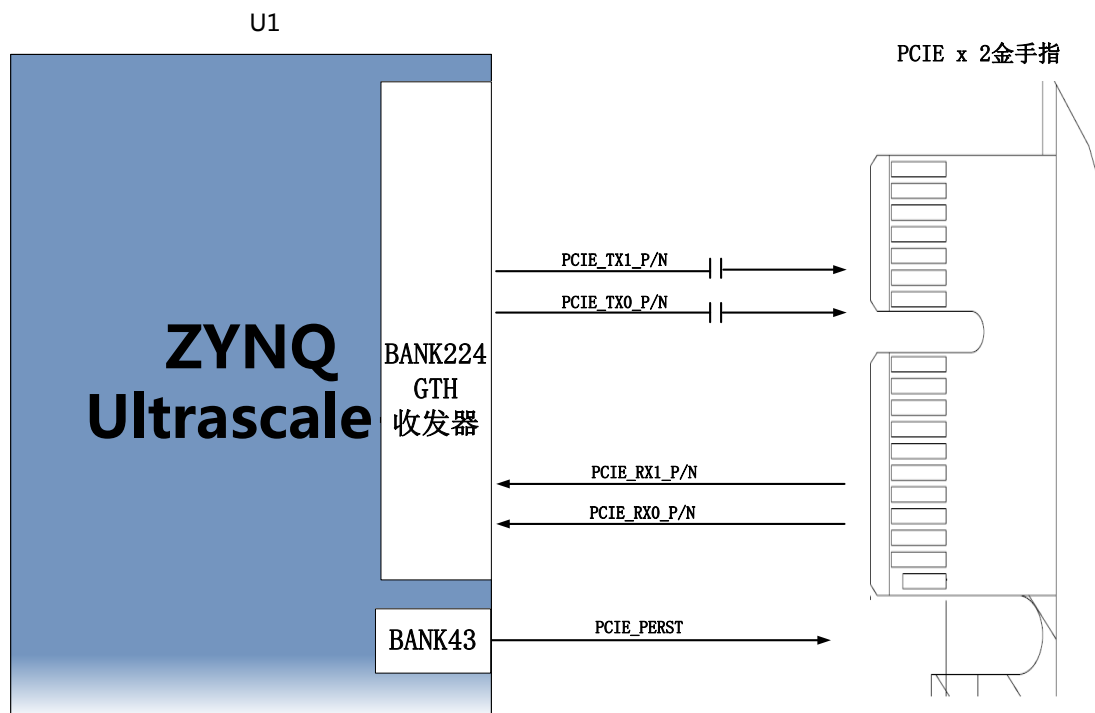 U1
PCIE x 2金手指
PCIE_TX1_P/N
PCIE_TX0_P/N
ZYNQ
Ultrascale
BANK224
GTH
收发器
PCIE_RX1_P/N
PCIE_RX0_P/N
BANK43
PCIE_PERST